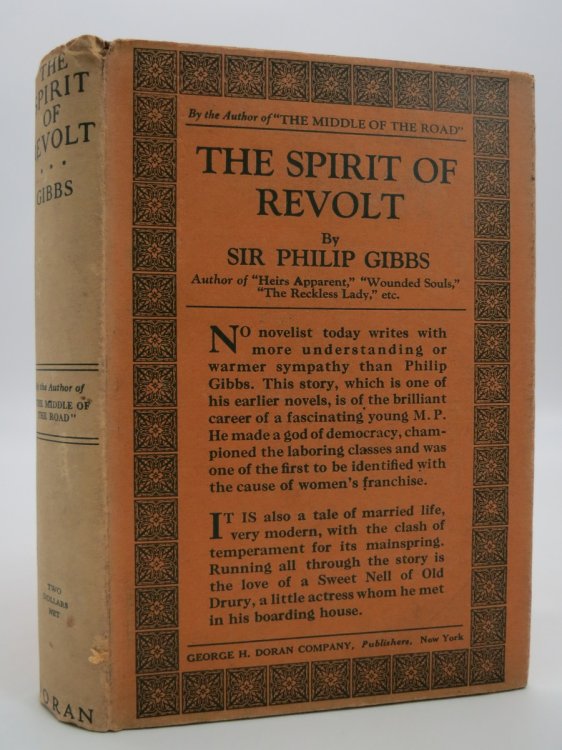 THE
SPIRIT
OF
REVOLT
GIBBS
by the Author of
"THE MIDDLE OF
THE ROAD"
TWO
DOLLARS
NET
DORAN
By the Author of "THE MIDDLE OF THE ROAD"
THE SPIRIT OF
REVOLT
By
SIR PHILIP GIBBS
Author of "Heirs Apparent," "Wounded Souls,"
"The Reckless Lady," etc.
NO novelist today writes with
more understanding or
warmer sympathy than Philip
Gibbs. This story, which is one of
his earlier novels, is of the brilliant
career of a fascinating young M. P.
He made a god of democracy, cham-
pioned the laboring classes and was
one of the first to be identified with
the cause of women's franchise.
IT IS also a tale of married life,
very modern, with the clash of
temperament for its mainspring.
Running all through the story is
the love of a Sweet Nell of Old
Drury, a little actress whom he met
in his boarding house.
GEORGE H. DORAN COMPANY, Publishers, New York